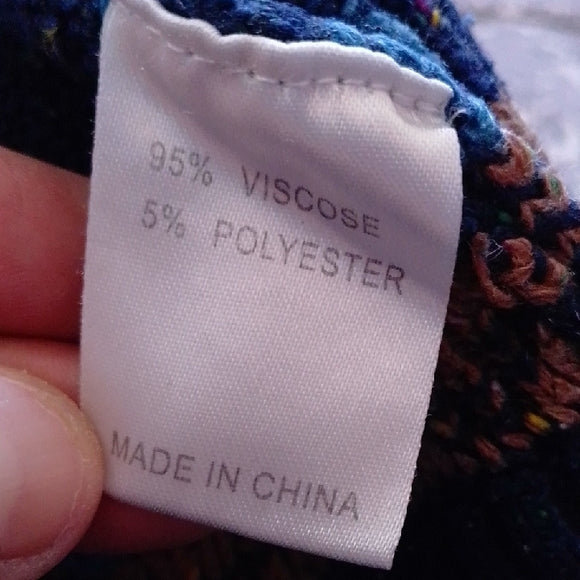 95% VISCOSE
5% POLYESTER
MADE IN CHINA